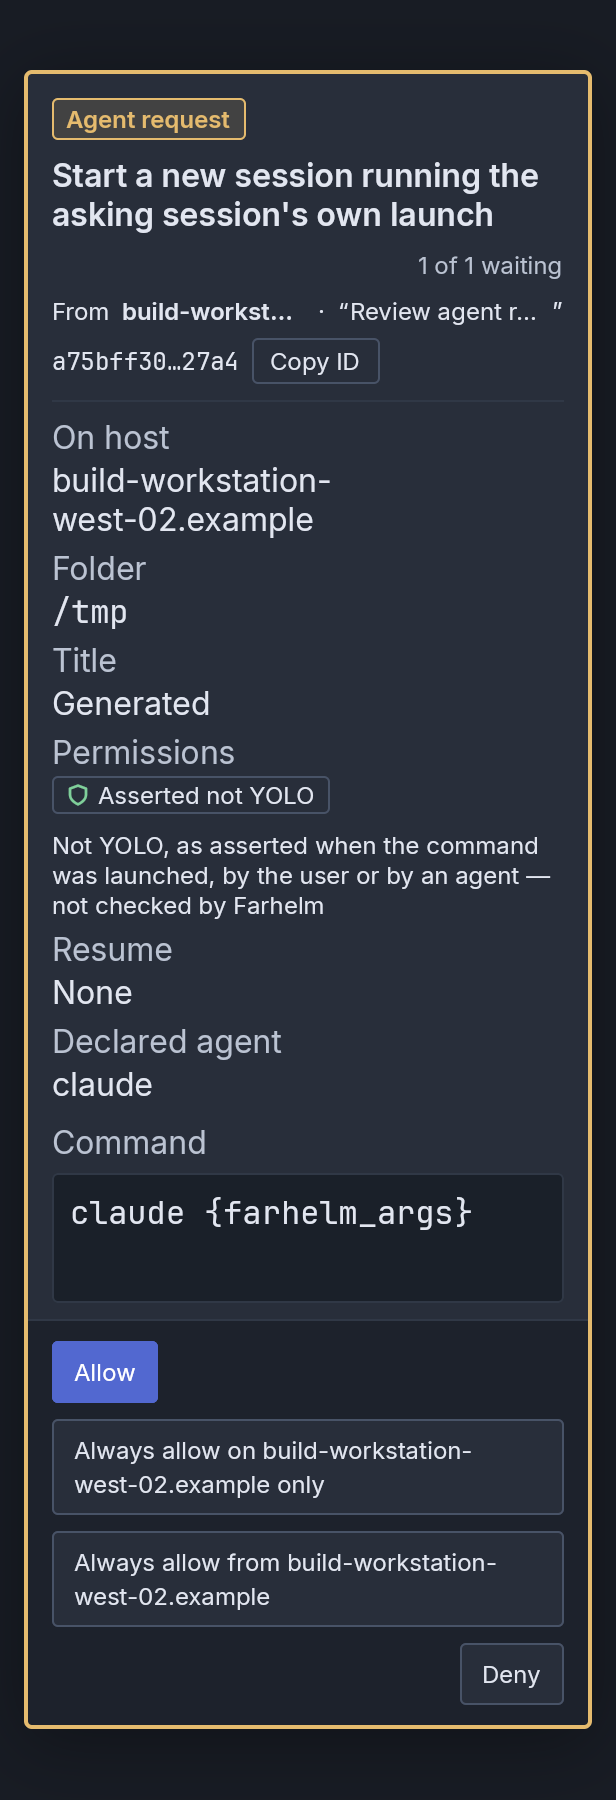 Agent request
Start a new session running the
asking session's own launch
1 of 1 waiting
From build-workst… · “Review agent r… ”
a75bff30…27a4 Copy ID
On host
build-workstation-
west-02.example
Folder
/tmp
Title
Generated
Permissions
Asserted not YOLO
Not YOLO, as asserted when the command
was launched, by the user or by an agent —
not checked by Farhelm
Resume
None
Declared agent
claude
Command
claude {farhelm_args}
Allow
Always allow on build-workstation-
west-02.example only
Always allow from build-workstation-
west-02.example
Deny